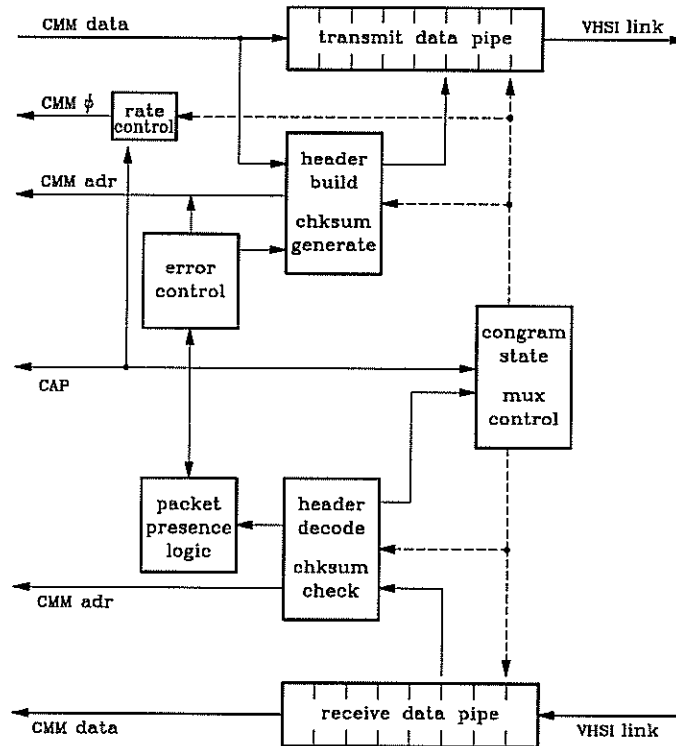 CMM data
transmit data pipe
VHSI link
CMM ϕ
rate
control
header
build
chksum
generate
CMM adr
error
control
congram
state
mux
control
CAP
packet
presence
logic
header
decode
chksum
check
CMM adr
receive data pipe
CMM data
VHSI link